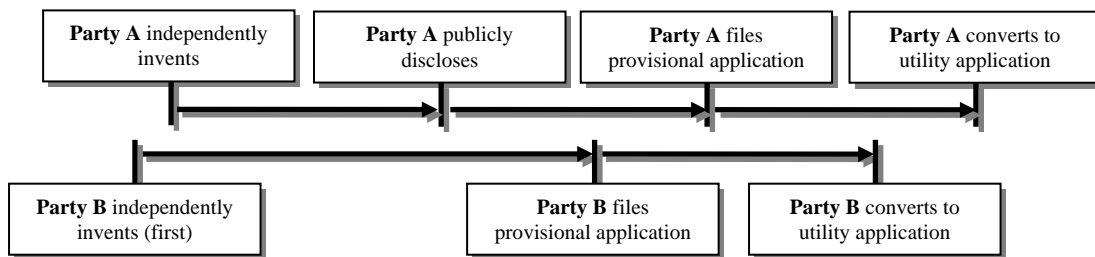 Party A independently
invents
Party A publicly
discloses
Party A files
provisional application
Party A converts to
utility application
Party B independently
invents (first)
Party B files
provisional application
Party B converts to
utility application